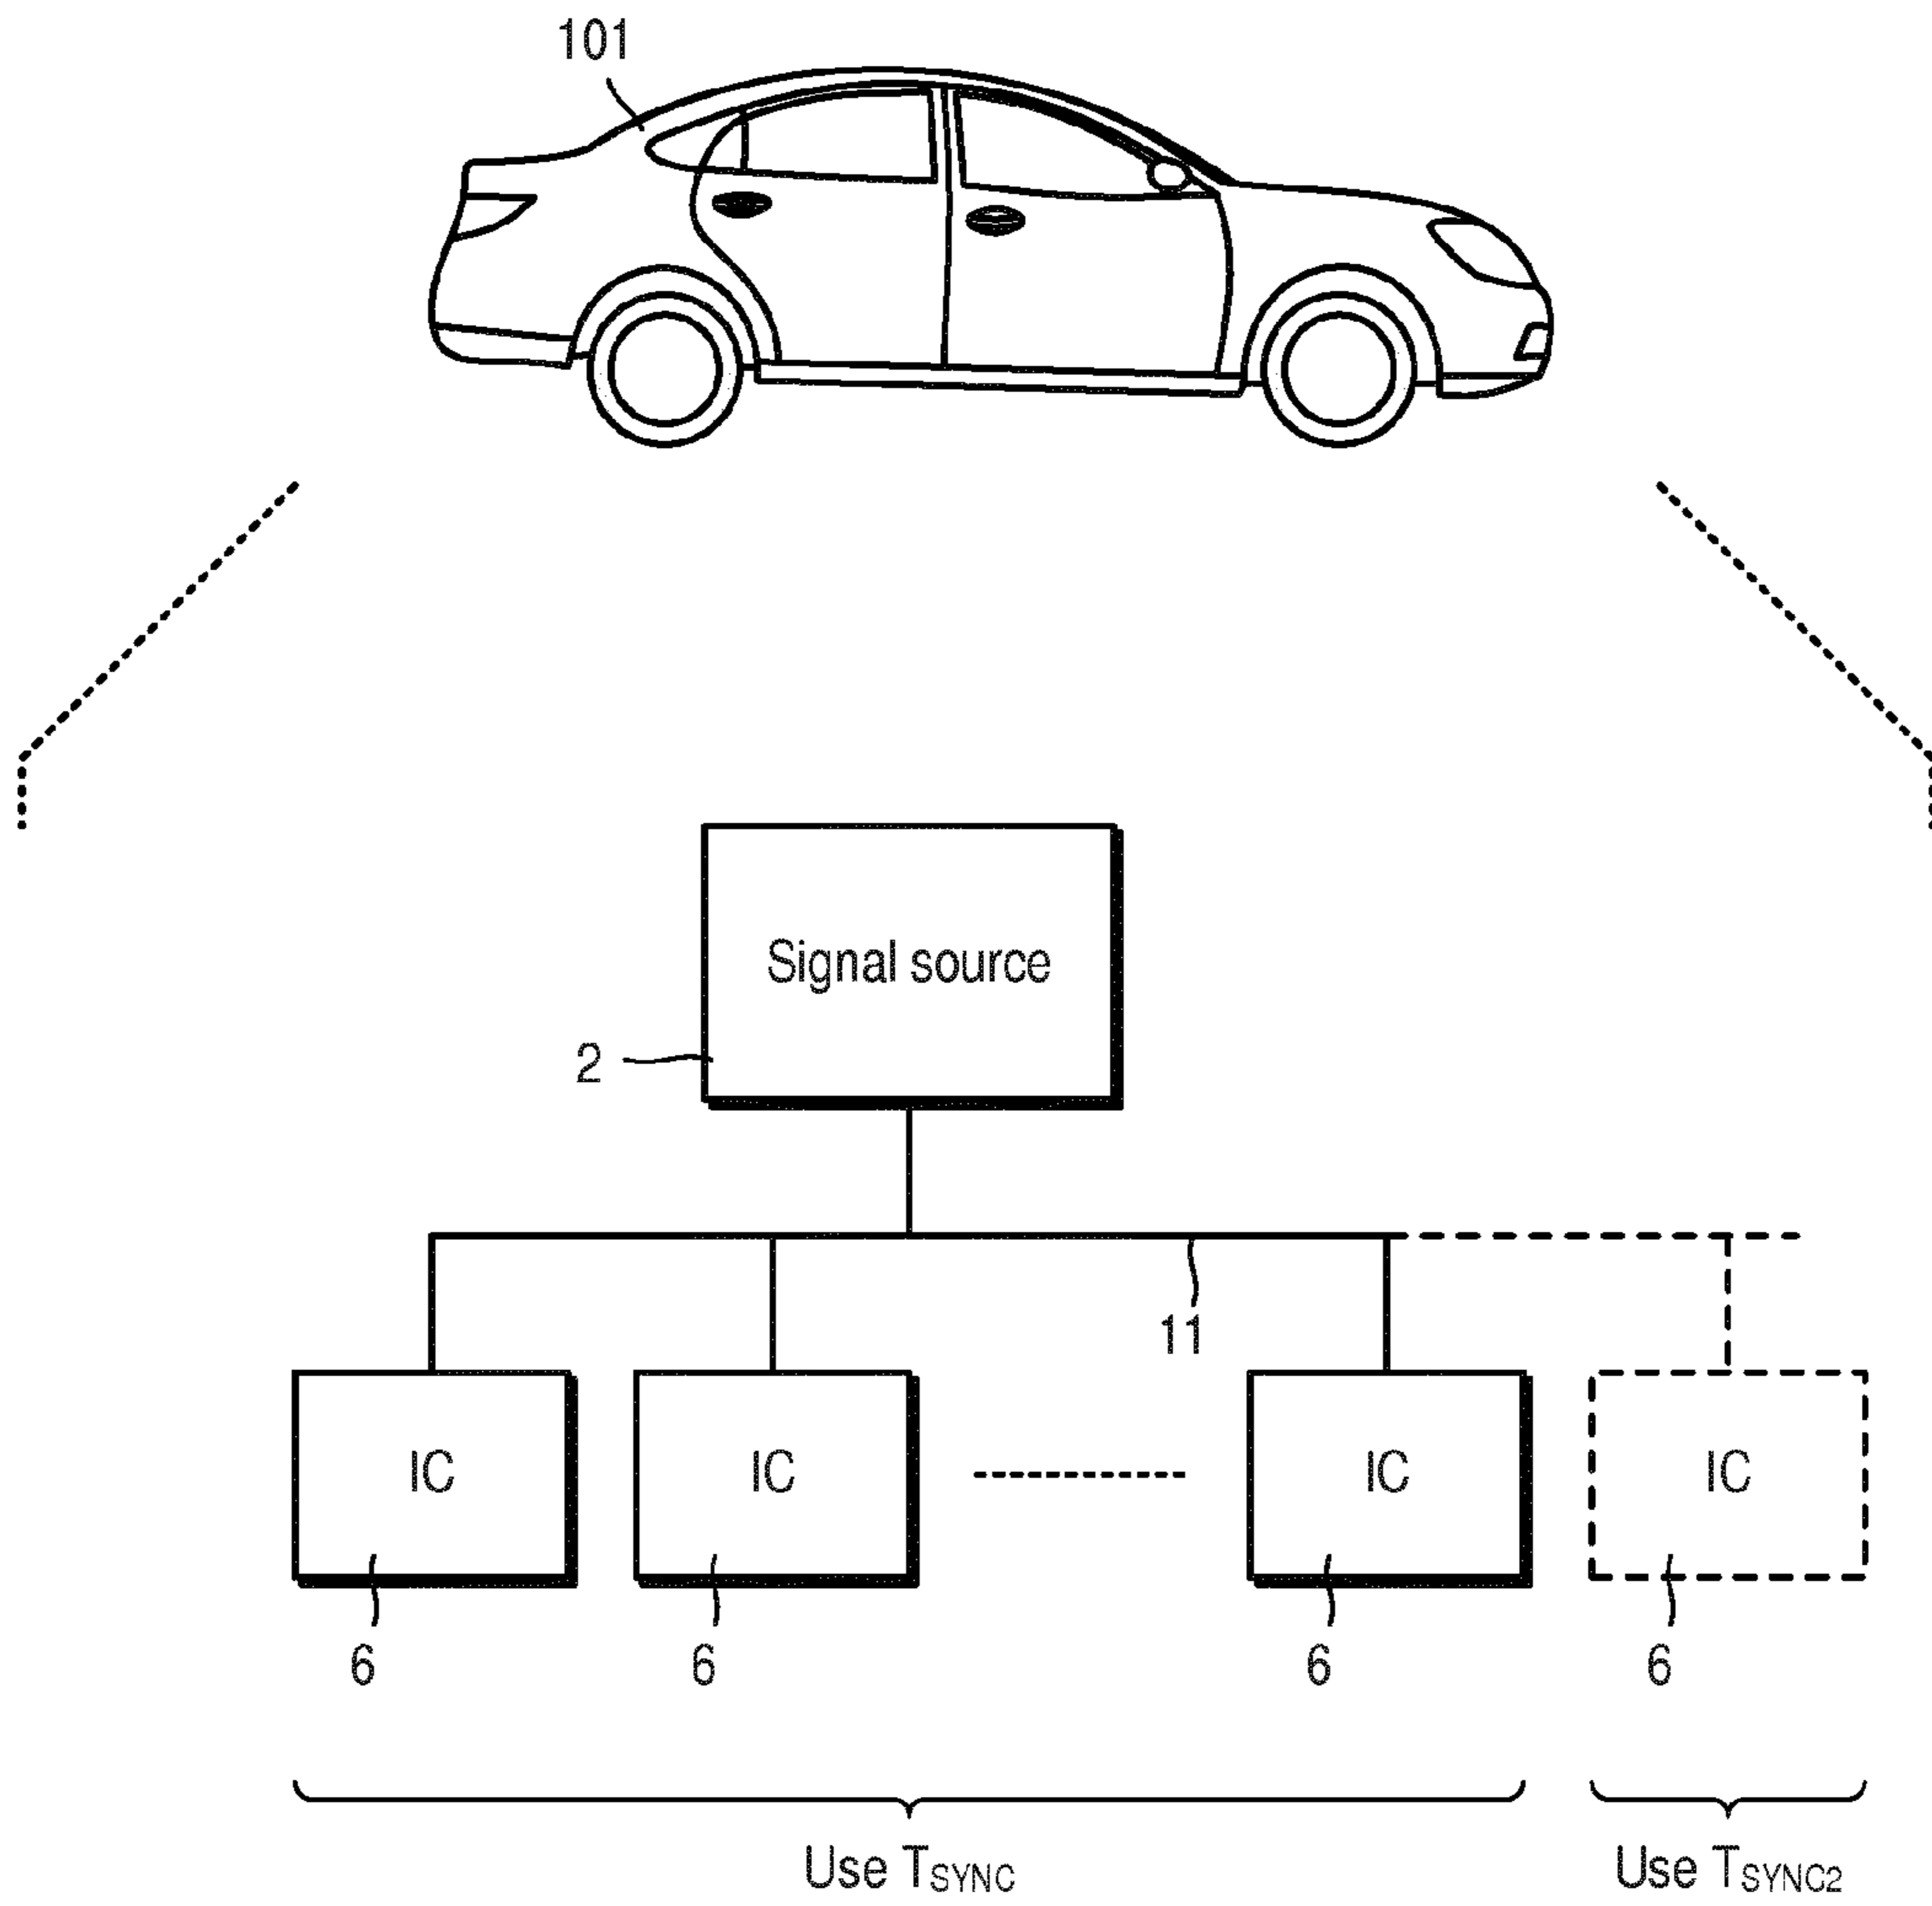 101
Signal source
2
11
IC IC IC IC
6 6 6 6
Use TSYNC Use TSYNC2